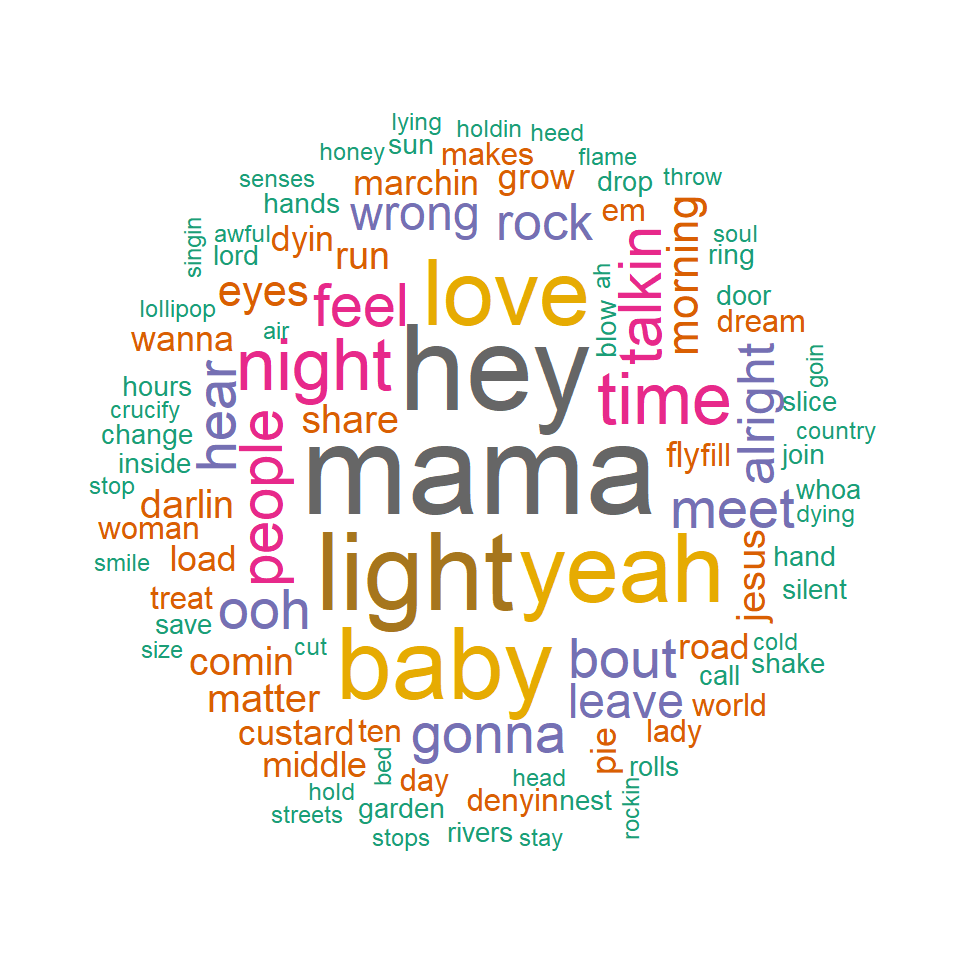 lying
holdin
heed
honey
sun
makes
flame
senses
marchin
grow
drop
throw
hands
wrong
rock
em
morning
singin
awful
dyin
lord
run
talkin
soul
ring
eyes
feel
love
ah
blow
door
dream
lollipop
wanna
air
night
hey
time
alright
goin
slice
hours
crucify
change
hear
share
country
inside
people
mama
fly
fill
join
stop
darlin
meet
whoa
dying
woman
smile
load
light
yeah
jesus
hand
silent
treat
save
ooh
size
comin
cut
baby
bout
road
cold
call
shake
matter
leave
world
custard
ten
gonna
pie
lady
middle
bed
day
head
rolls
hold
streets
garden
denyin
nest
rockin
stops
rivers
stay